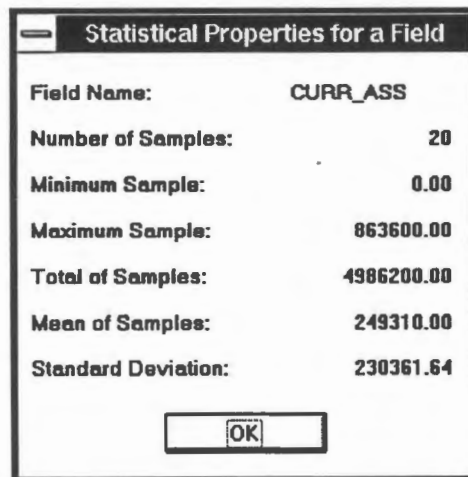 Statistical Properties for a Field
Field Name: CURR_ASS
Number of Samples: 20
Minimum Sample: 0.00
Maximum Sample: 863600.00
Total of Samples: 4986200.00
Mean of Samples: 249310.00
Standard Deviation: 230361.64
OK